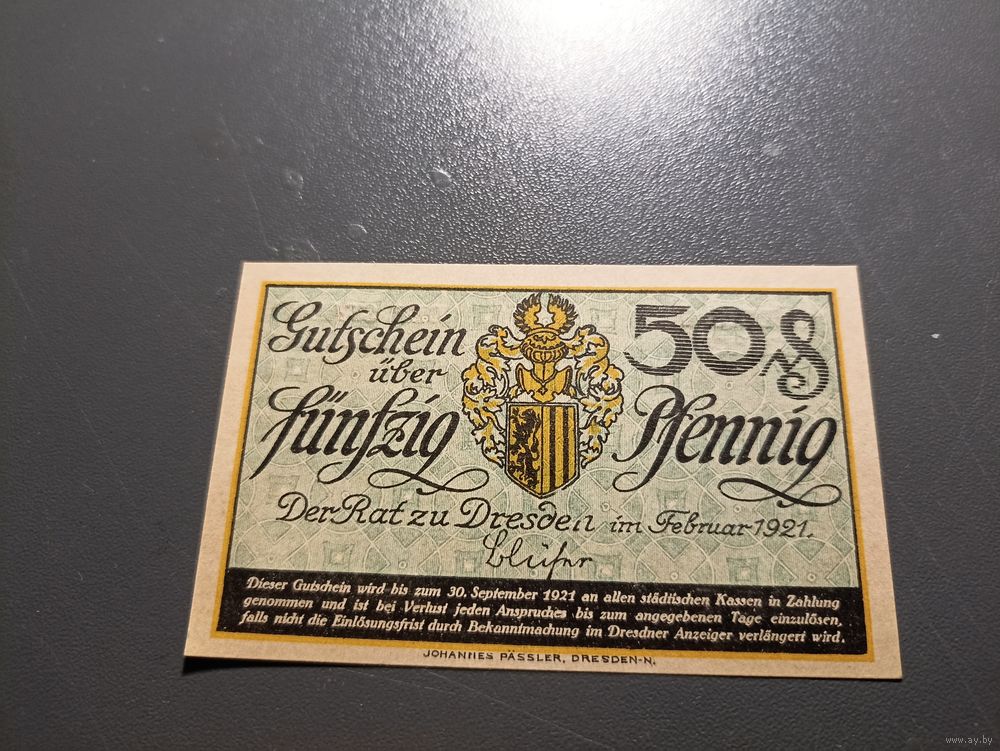 Gutschein 50 ₰
über
fünfzig Pfennig
Der Rat zu Dresden im Februar 1921.
Blüher
Dieser Gutschein wird bis zum 30. September 1921 an allen städtischen Kassen in Zahlung
genommen und ist bei Verlust jeden Anspruches bis zum angegebenen Tage einzulösen,
falls nicht die Einlösungsfrist durch Bekanntmachung im Dresdner Anzeiger verlängert wird.
JOHANNES PÄSSLER, DRESDEN-N.
www.ay.by